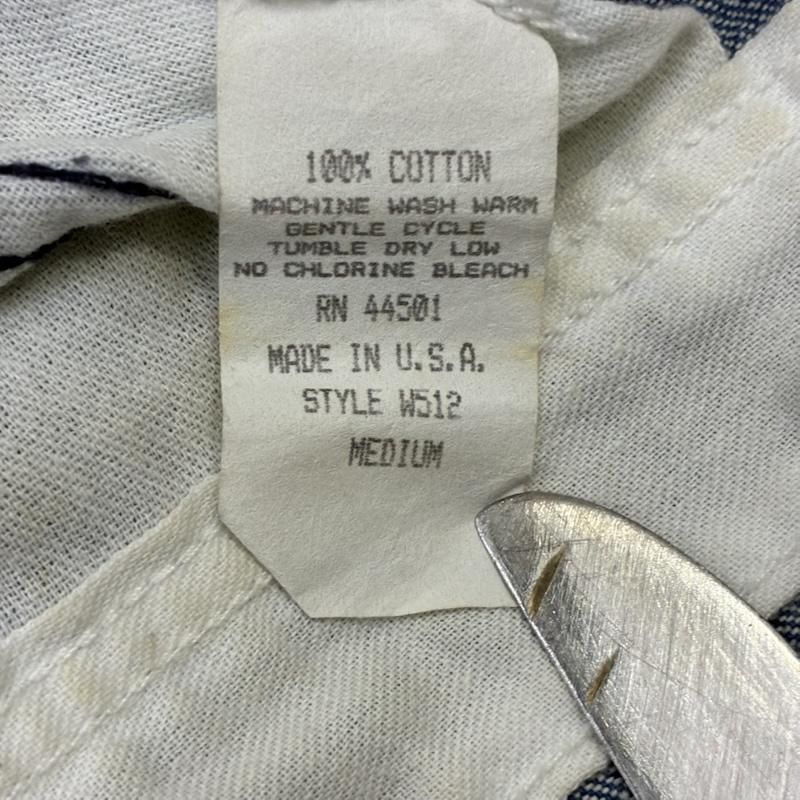 100% COTTON
MACHINE WASH WARM
GENTLE CYCLE
TUMBLE DRY LOW
NO CHLORINE BLEACH
RN 44501
MADE IN U.S.A.
STYLE W512
MEDIUM